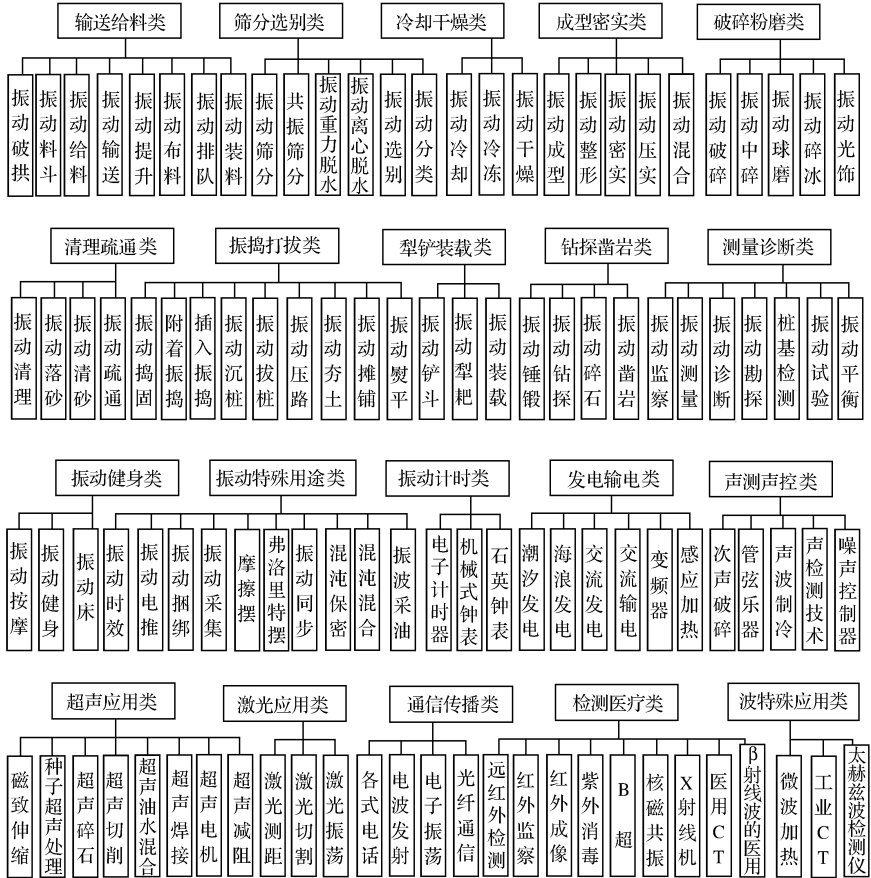 输送给料类
筛分选别类
冷却干燥类
成型密实类
破碎粉磨类
振动破拱
振动料斗
振动给料
振动输送
振动提升
振动布料
振动排队
振动装料
振动筛分
共振筛分
振动重力脱水
振动离心脱水
振动选别
振动分类
振动冷却
振动冷冻
振动干燥
振动成型
振动整形
振动密实
振动压实
振动混合
振动破碎
振动中碎
振动球磨
振动碎冰
振动光饰
清理疏通类
振捣打拔类
犁铲装载类
钻探凿岩类
测量诊断类
振动清理
振动落砂
振动清砂
振动疏通
振动捣固
附着振捣
插入振捣
振动沉桩
振动拔桩
振动压路
振动夯土
振动摊铺
振动熨平
振动铲斗
振动犁耙
振动装载
振动锤锻
振动钻探
振动碎石
振动凿岩
振动监察
振动测量
振动诊断
振动勘探
桩基检测
振动试验
振动平衡
振动健身类
振动特殊用途类
振动计时类
发电输电类
声测声控类
振动按摩
振动健身
振动床
振动时效
振动电推
振动捆绑
振动采集
摩擦摆
弗洛里特摆
振动同步
混沌保密
混沌混合
振波采油
电子计时器
机械式钟表
石英钟表
潮汐发电
海浪发电
交流发电
交流输电
变频器
感应加热
次声破碎
管弦乐器
声波制冷
声检测技术
噪声控制器
超声应用类
激光应用类
通信传播类
检测医疗类
波特殊应用类
磁致伸缩
种子超声处理
超声碎石
超声切削
超声油水混合
超声焊接
超声电机
超声减阻
激光测距
激光切割
激光振荡
各式电话
电波发射
电子振荡
光纤通信
远红外检测
红外监察
红外成像
紫外消毒
B超
核磁共振
X射线机
医用CT
β射线波的医用
微波加热
工业CT
太赫兹波检测仪